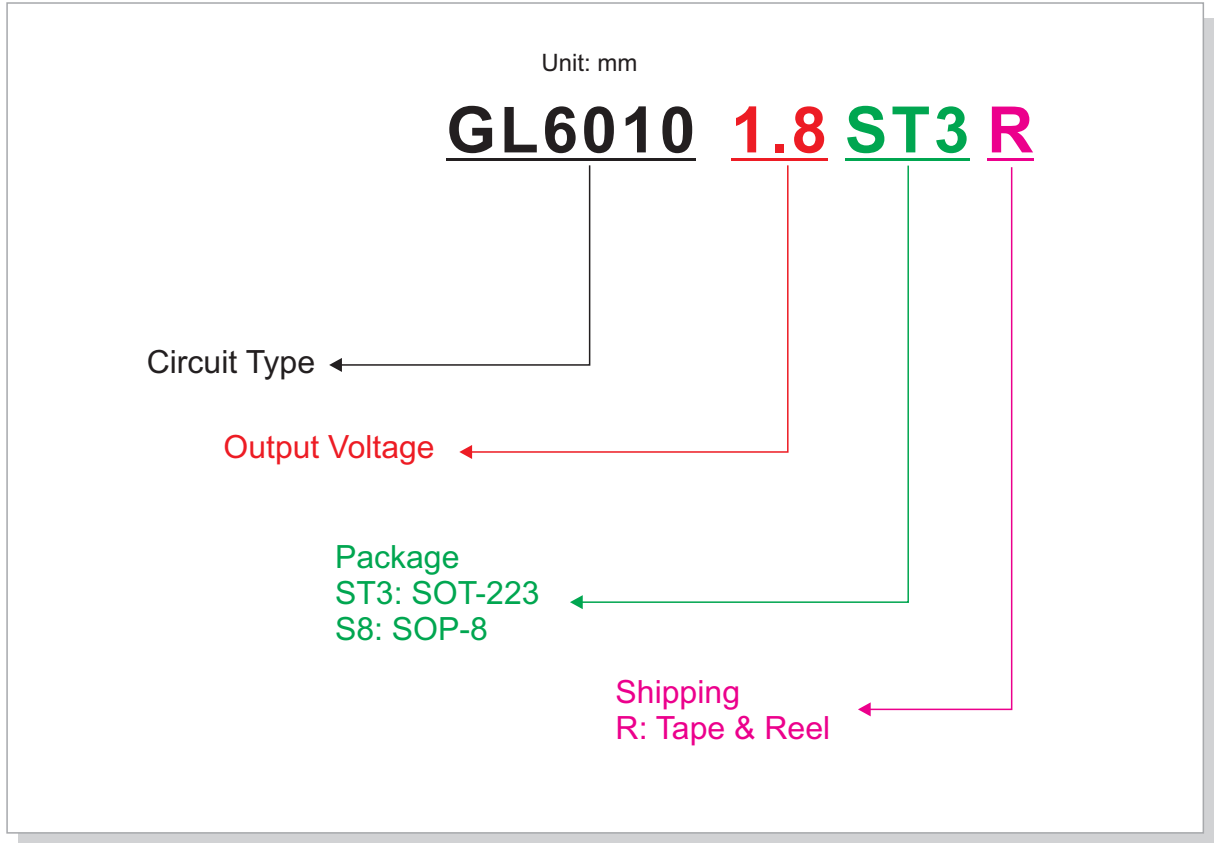 Unit: mm
GL6010 1.8 ST3 R
Circuit Type
Output Voltage
Package
ST3: SOT-223
S8: SOP-8
Shipping
R: Tape & Reel